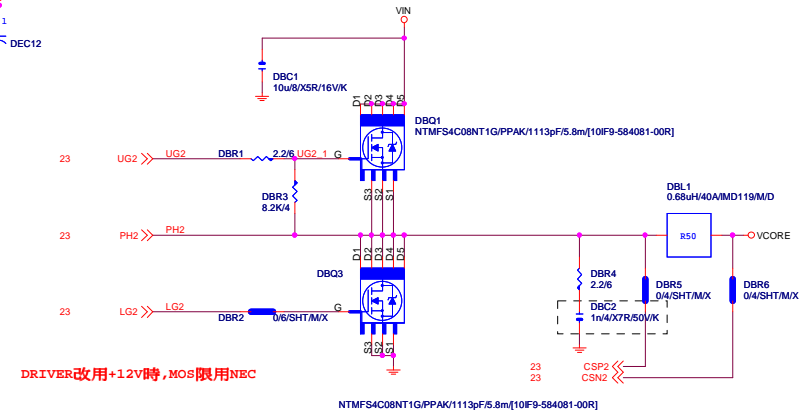 1
DEC12
VIN
DBC1
10u/8/X5R/16V/K
D1
D2
D3
D4
D5
DBQ1
NTMFS4C08NT1G/PPAK/1113pF/5.8m/[10IF9-584081-00R]
23
UG2
UG2
DBR1
2.2/6
UG2_1
G
DBR3
8.2K/4
S3
S2
S1
DBL1
0.68uH/40A/IMD119/M/D
R50
VCORE
23
PH2
PH2
D1
D2
D3
D4
D5
DBQ3
DBR4
2.2/6
DBR5
0/4/SHT/M/X
DBR6
0/4/SHT/M/X
DBC2
1n/4/X7R/50V/K
23
LG2
LG2
DBR2
0/6/SHT/M/X
G
S3
S2
S1
DRIVER改用+12V時,MOS限用NEC
23
CSP2
23
CSN2
NTMFS4C08NT1G/PPAK/1113pF/5.8m/[10IF9-584081-00R]